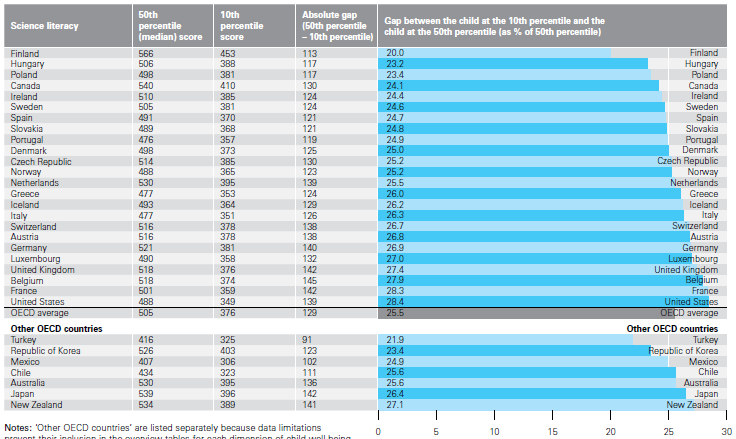 Science literacy
50th percentile (median) score
10th percentile score
Absolute gap (50th percentile – 10th percentile)
Gap between the child at the 10th percentile and the child at the 50th percentile (as % of 50th percentile)
Finland 566 453 113 20.0 Finland
Hungary 506 388 117 23.2 Hungary
Poland 498 381 117 23.4 Poland
Canada 540 410 130 24.1 Canada
Ireland 510 385 124 24.4 Ireland
Sweden 505 381 124 24.6 Sweden
Spain 491 370 121 24.7 Spain
Slovakia 489 368 121 24.8 Slovakia
Portugal 476 357 119 24.9 Portugal
Denmark 498 373 125 25.0 Denmark
Czech Republic 514 385 130 25.2 Czech Republic
Norway 488 365 123 25.2 Norway
Netherlands 530 395 139 25.5 Netherlands
Greece 477 353 124 26.0 Greece
Iceland 493 364 129 26.2 Iceland
Italy 477 351 126 26.3 Italy
Switzerland 516 378 138 26.7 Switzerland
Austria 516 378 138 26.8 Austria
Germany 521 381 140 26.9 Germany
Luxembourg 490 358 132 27.0 Luxembourg
United Kingdom 518 376 142 27.4 United Kingdom
Belgium 518 374 145 27.9 Belgium
France 501 359 142 28.3 France
United States 488 349 139 28.4 United States
OECD average 505 376 129 25.5 OECD average
Other OECD countries Other OECD countries
Turkey 416 325 91 21.9 Turkey
Republic of Korea 526 403 123 23.4 Republic of Korea
Mexico 407 306 102 24.9 Mexico
Chile 434 323 111 25.6 Chile
Australia 530 395 136 25.6 Australia
Japan 539 396 142 26.4 Japan
New Zealand 534 389 141 27.1 New Zealand
0 5 10 15 20 25 30
Notes: 'Other OECD countries' are listed separately because data limitations
prevent their inclusion in the overview tables for each dimension of child well-being